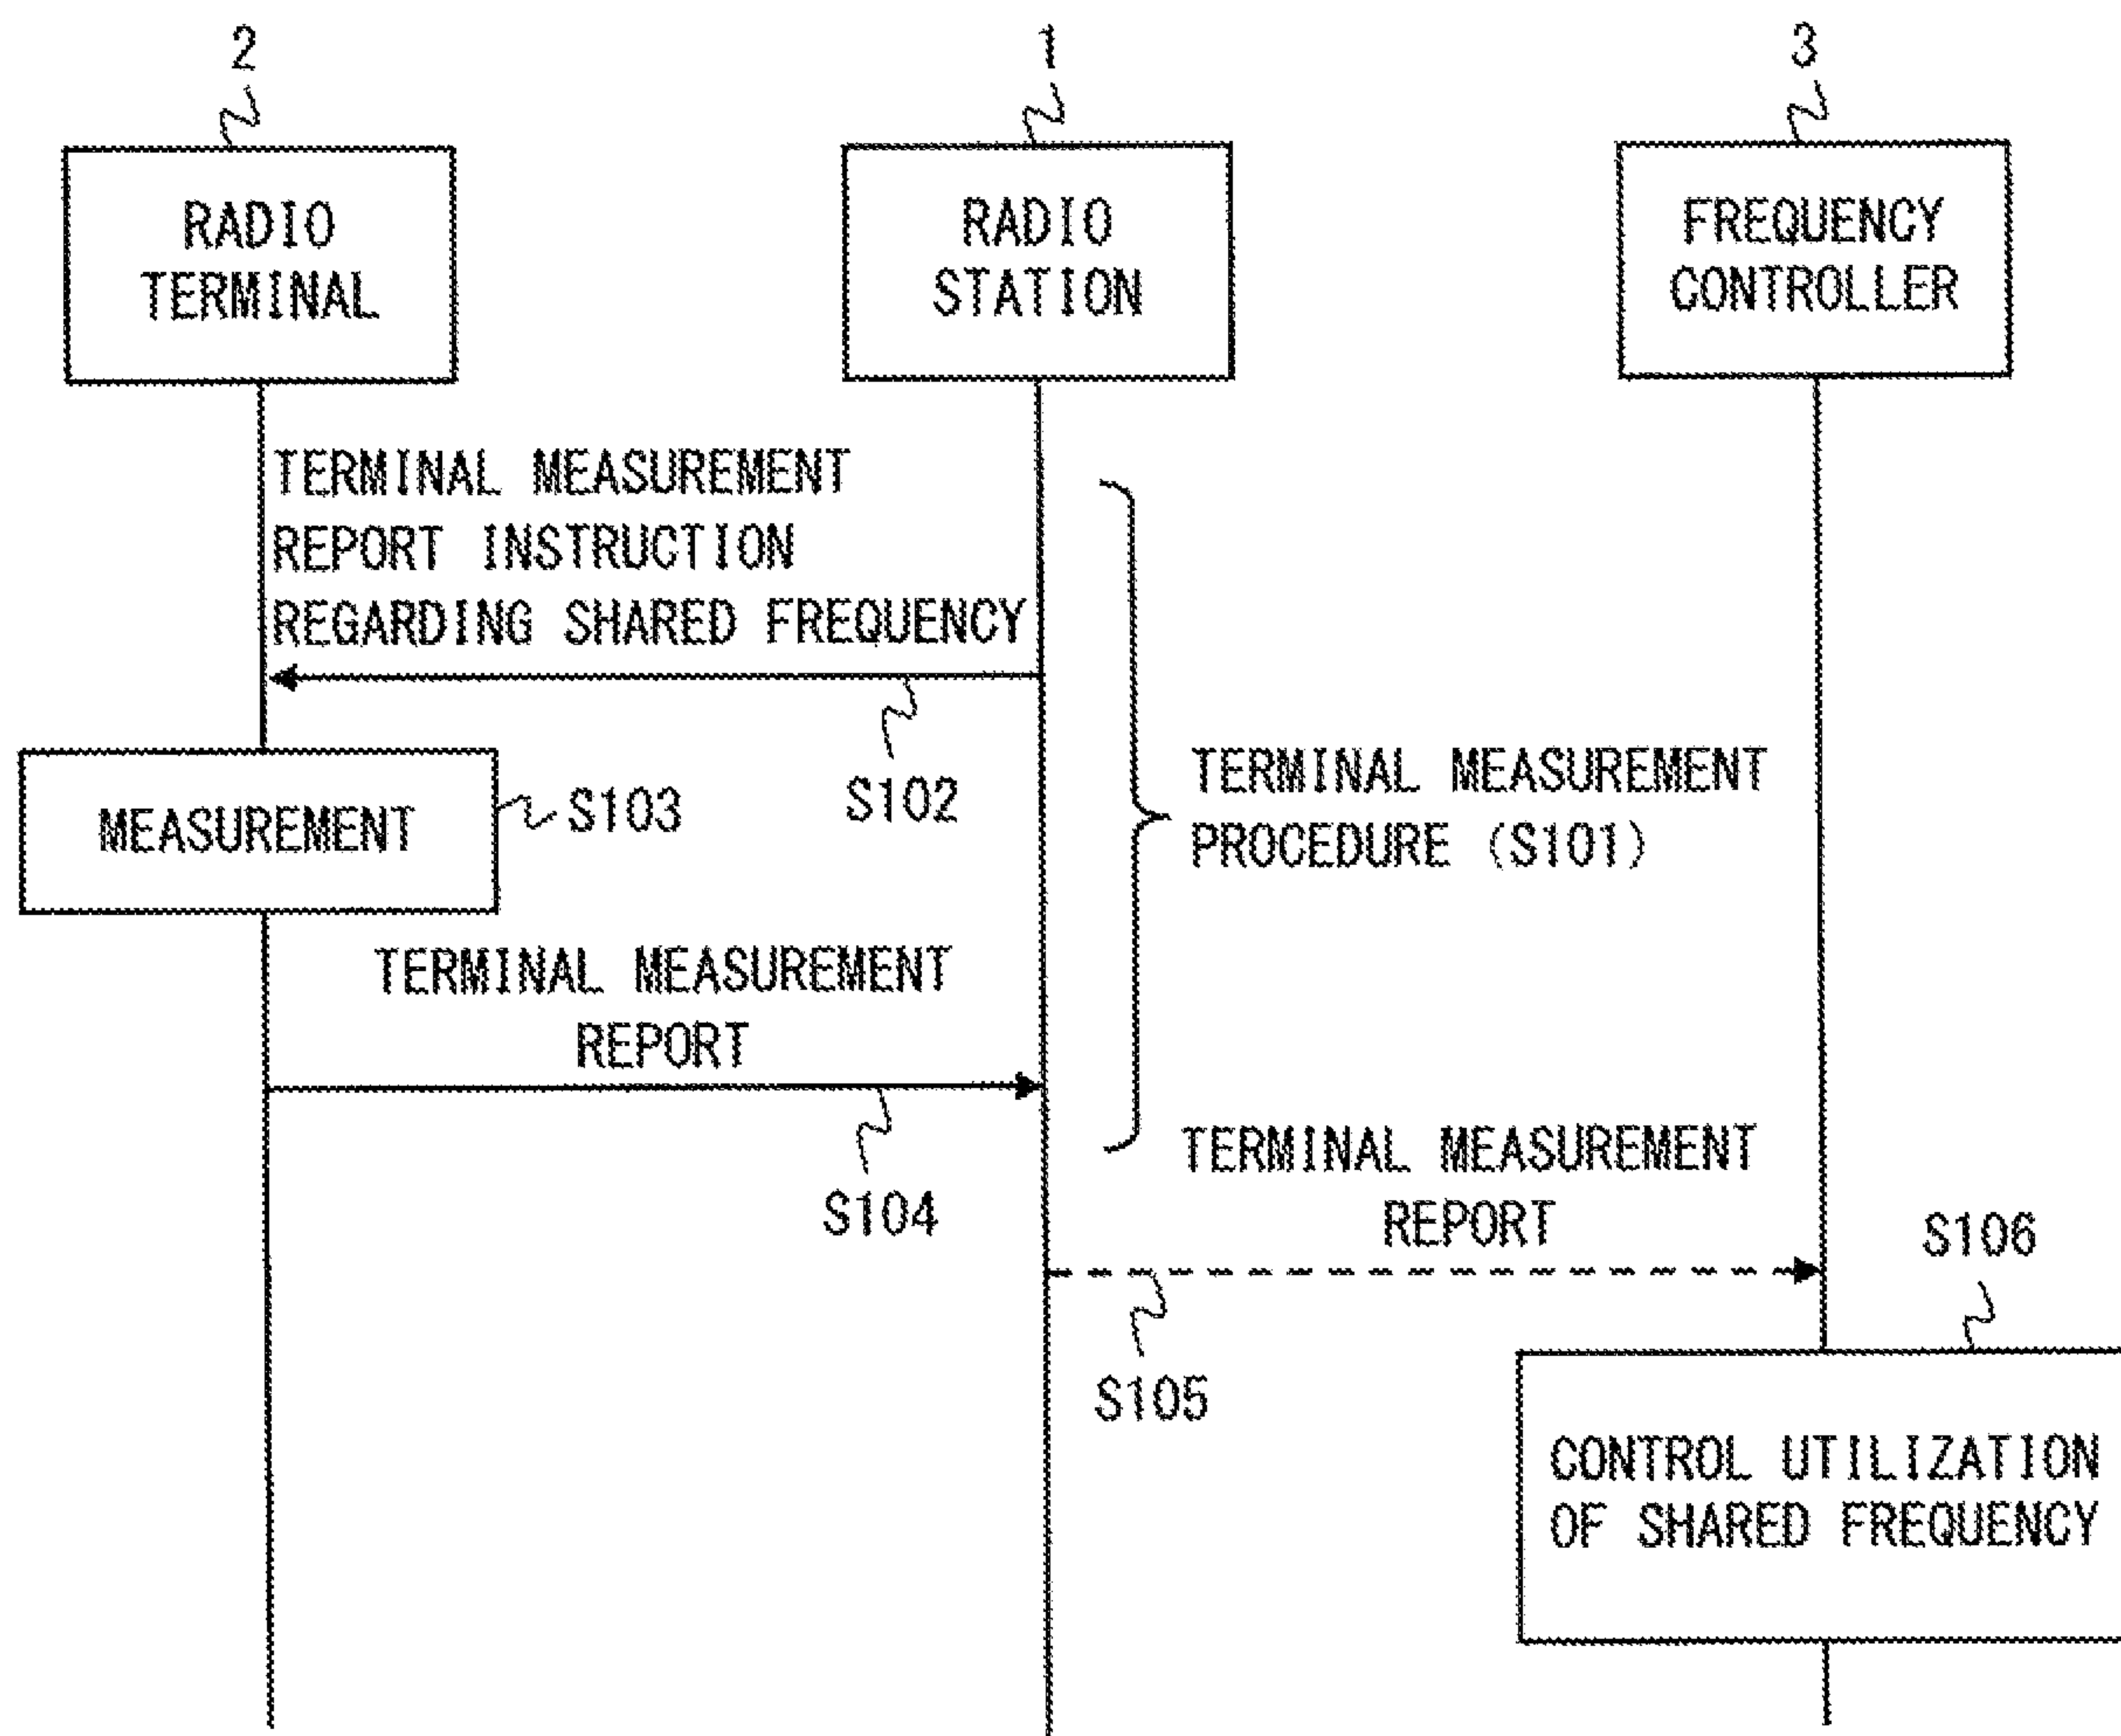 2
1
3
RADIO
TERMINAL
RADIO
STATION
FREQUENCY
CONTROLLER
TERMINAL MEASUREMENT
REPORT INSTRUCTION
REGARDING SHARED FREQUENCY
S102
MEASUREMENT
S103
TERMINAL MEASUREMENT
PROCEDURE (S101)
TERMINAL MEASUREMENT
REPORT
S104
TERMINAL MEASUREMENT
REPORT
S105
S106
CONTROL UTILIZATION
OF SHARED FREQUENCY